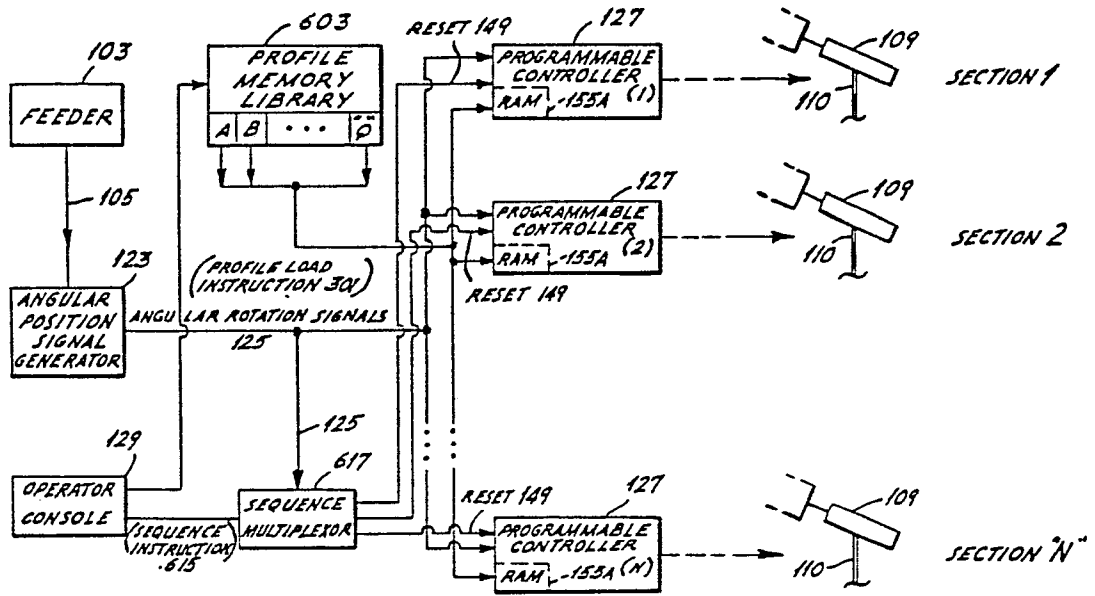 603
PROFILE
MEMORY
LIBRARY
A B • • • "Q"
103
FEEDER
105
123
ANGULAR
POSITION
SIGNAL
GENERATOR
(PROFILE LOAD
INSTRUCTION 301)
ANGULAR ROTATION SIGNALS
125
125
129
OPERATOR
CONSOLE
(SEQUENCE
INSTRUCTION
615)
617
SEQUENCE
MULTIPLEXOR
RESET 149
127
PROGRAMMABLE
CONTROLLER
(1)
RAM 155A
109
110
SECTION 1
127
PROGRAMMABLE
CONTROLLER
(2)
RAM 155A
RESET 149
109
110
SECTION 2
RESET 149
127
PROGRAMMABLE
CONTROLLER
(N)
RAM 155A
109
110
SECTION "N"